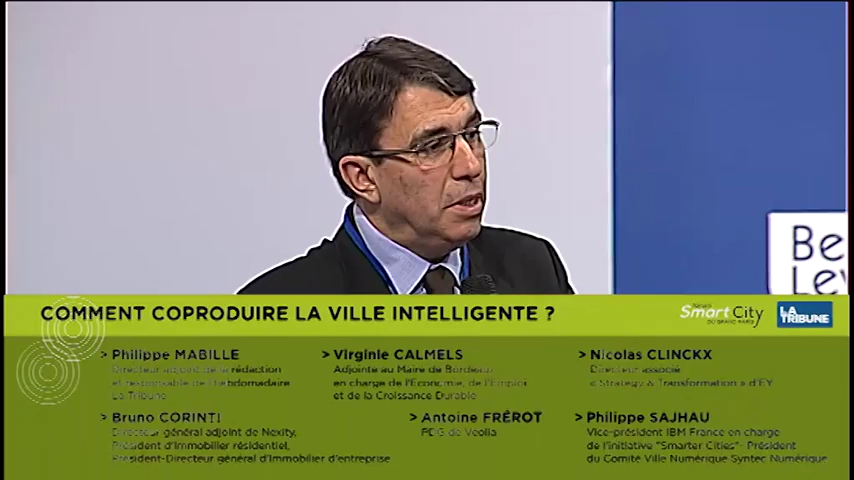 Be
Le
COMMENT COPRODUIRE LA VILLE INTELLIGENTE ?
Smart City
DU GRAND PARIS
LA
TRIBUNE
> Philippe MABILLE
Directeur adjoint de la rédaction
et responsable de l'hebdomadaire
La Tribune
> Virginie CALMELS
Adjointe au Maire de Bordeaux
en charge de l'Economie, de l'Emploi
et de la Croissance Durable
> Nicolas CLINCKX
Directeur associé
« Strategy & Transformation » d'EY
> Bruno CORINTI
Directeur général adjoint de Nexity,
Président d'Immobilier résidentiel,
Président-Directeur général d'Immobilier d'entreprise
> Antoine FRÉROT
PDG de Veolia
> Philippe SAJHAU
Vice-président IBM France en charge
de l'initiative "Smarter Cities"- Président
du Comité Ville Numérique Syntec Numérique